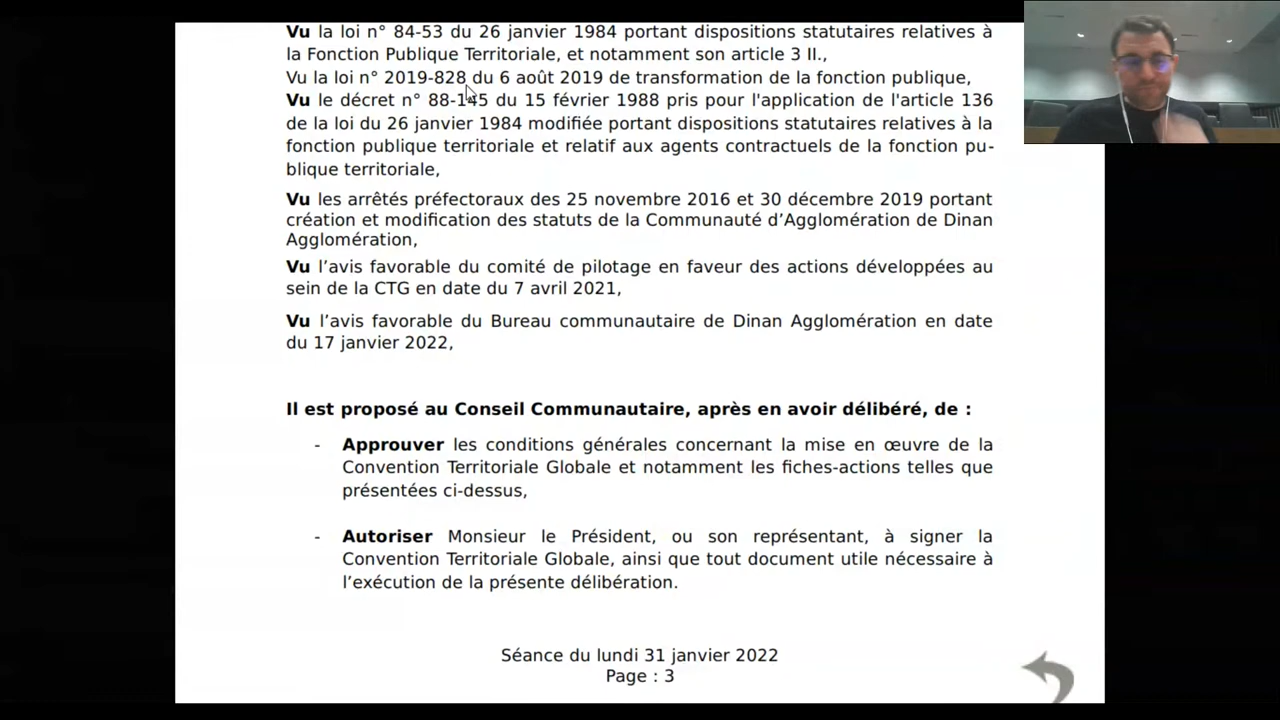 Vu la loi n° 84-53 du 26 janvier 1984 portant dispositions statutaires relatives à
la Fonction Publique Territoriale, et notamment son article 3 II.,
Vu la loi n° 2019-828 du 6 août 2019 de transformation de la fonction publique,
Vu le décret n° 88-145 du 15 février 1988 pris pour l'application de l'article 136
de la loi du 26 janvier 1984 modifiée portant dispositions statutaires relatives à la
fonction publique territoriale et relatif aux agents contractuels de la fonction pu-
blique territoriale,
Vu les arrêtés préfectoraux des 25 novembre 2016 et 30 décembre 2019 portant
création et modification des statuts de la Communauté d’Agglomération de Dinan
Agglomération,
Vu l’avis favorable du comité de pilotage en faveur des actions développées au
sein de la CTG en date du 7 avril 2021,
Vu l’avis favorable du Bureau communautaire de Dinan Agglomération en date
du 17 janvier 2022,
Il est proposé au Conseil Communautaire, après en avoir délibéré, de :
- Approuver les conditions générales concernant la mise en œuvre de la
Convention Territoriale Globale et notamment les fiches-actions telles que
présentées ci-dessus,
- Autoriser Monsieur le Président, ou son représentant, à signer la
Convention Territoriale Globale, ainsi que tout document utile nécessaire à
l’exécution de la présente délibération.
Séance du lundi 31 janvier 2022
Page : 3